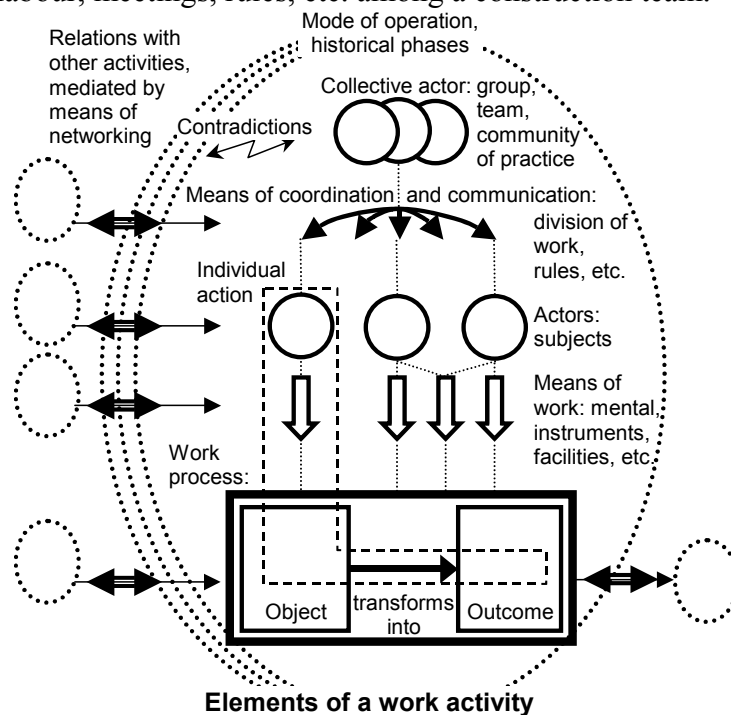 labour, meetings, rules, etc. among a construction team.
Mode of operation,
historical phases
Relations with
other activities,
mediated by
means of
networking
Collective actor: group,
team,
community
of practice
Contradictions
Means of coordination and communication:
division of
work,
rules, etc.
Individual
action
Actors:
subjects
Means of
work: mental,
instruments,
facilities, etc.
Work
process:
Object
transforms
into
Outcome
Elements of a work activity